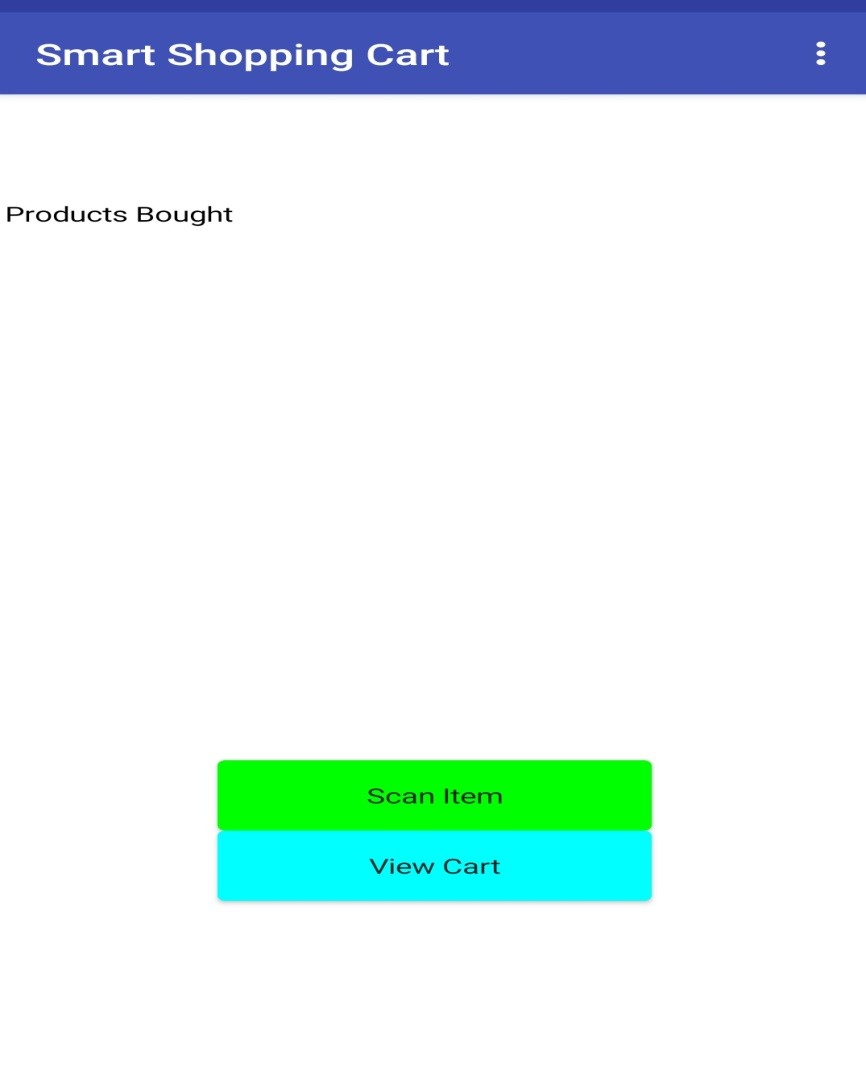 Smart Shopping Cart
Products Bought
Scan Item
View Cart